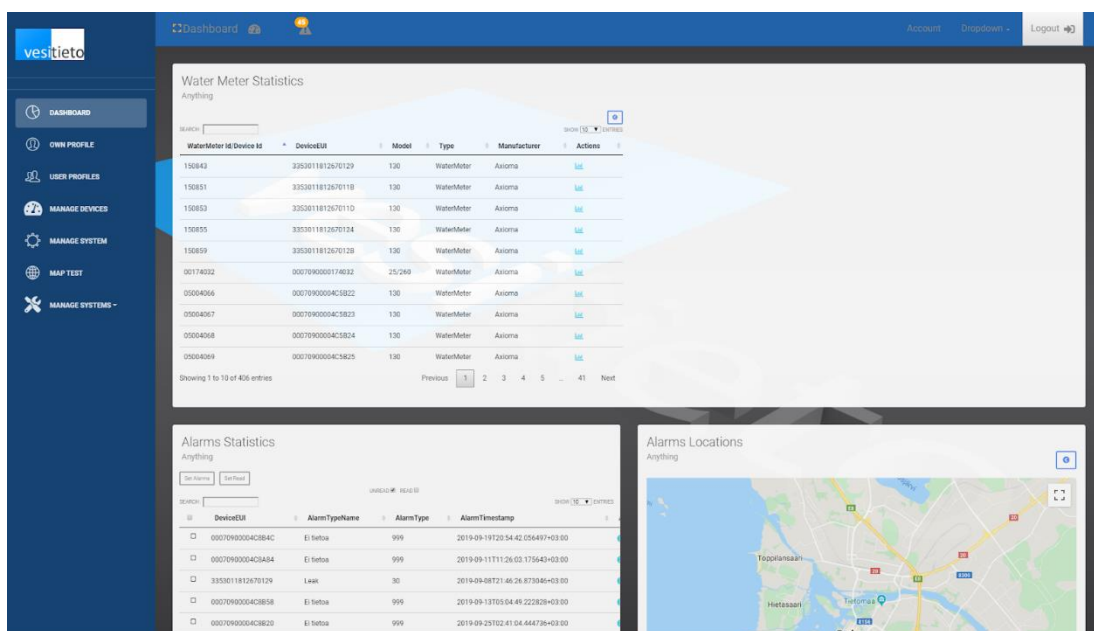 vesitieto
Dashboard
Account Dropdown Logout
DASHBOARD
OWN PROFILE
USER PROFILES
MANAGE DEVICES
MANAGE SYSTEM
MAP TEST
MANAGE SYSTEMS
Water Meter Statistics
Anything
SEARCH: SHOW 10 ENTRIES
WaterMeter Id/Device Id DeviceEUI Model Type Manufacturer Actions
150843 3353011812670129 130 WaterMeter Axioma
150851 335301181267011B 130 WaterMeter Axioma
150853 335301181267011D 130 WaterMeter Axioma
150855 3353011812670124 130 WaterMeter Axioma
150859 335301181267012B 130 WaterMeter Axioma
00174032 0007090000174032 25/260 WaterMeter Axioma
05004066 00070900004C5B22 130 WaterMeter Axioma
05004067 00070900004C5B23 130 WaterMeter Axioma
05004068 00070900004C5B24 130 WaterMeter Axioma
05004069 00070900004C5B25 130 WaterMeter Axioma
Showing 1 to 10 of 406 entries Previous 1 2 3 4 5 … 41 Next
Alarms Statistics
Anything
Set Read
UNREAD READ
SEARCH: SHOW 10 ENTRIES
DeviceEUI AlarmTypeName AlarmType AlarmTimestamp
00070900004C8B4C Ei tietoa 999 2019-09-19T20:54:42.056497+03:00
00070900004C8A84 Ei tietoa 999 2019-09-11T11:26:03.175643+03:00
3353011812670129 Leak 30 2019-09-08T21:46:26.873046+03:00
00070900004C8B58 Ei tietoa 999 2019-09-13T05:04:49.222828+03:00
00070900004C8B20 Ei tietoa 999 2019-09-25T02:41:04.444736+03:00
Alarms Locations
Anything
Toppilansaari
Hietasaari
Tietomaa